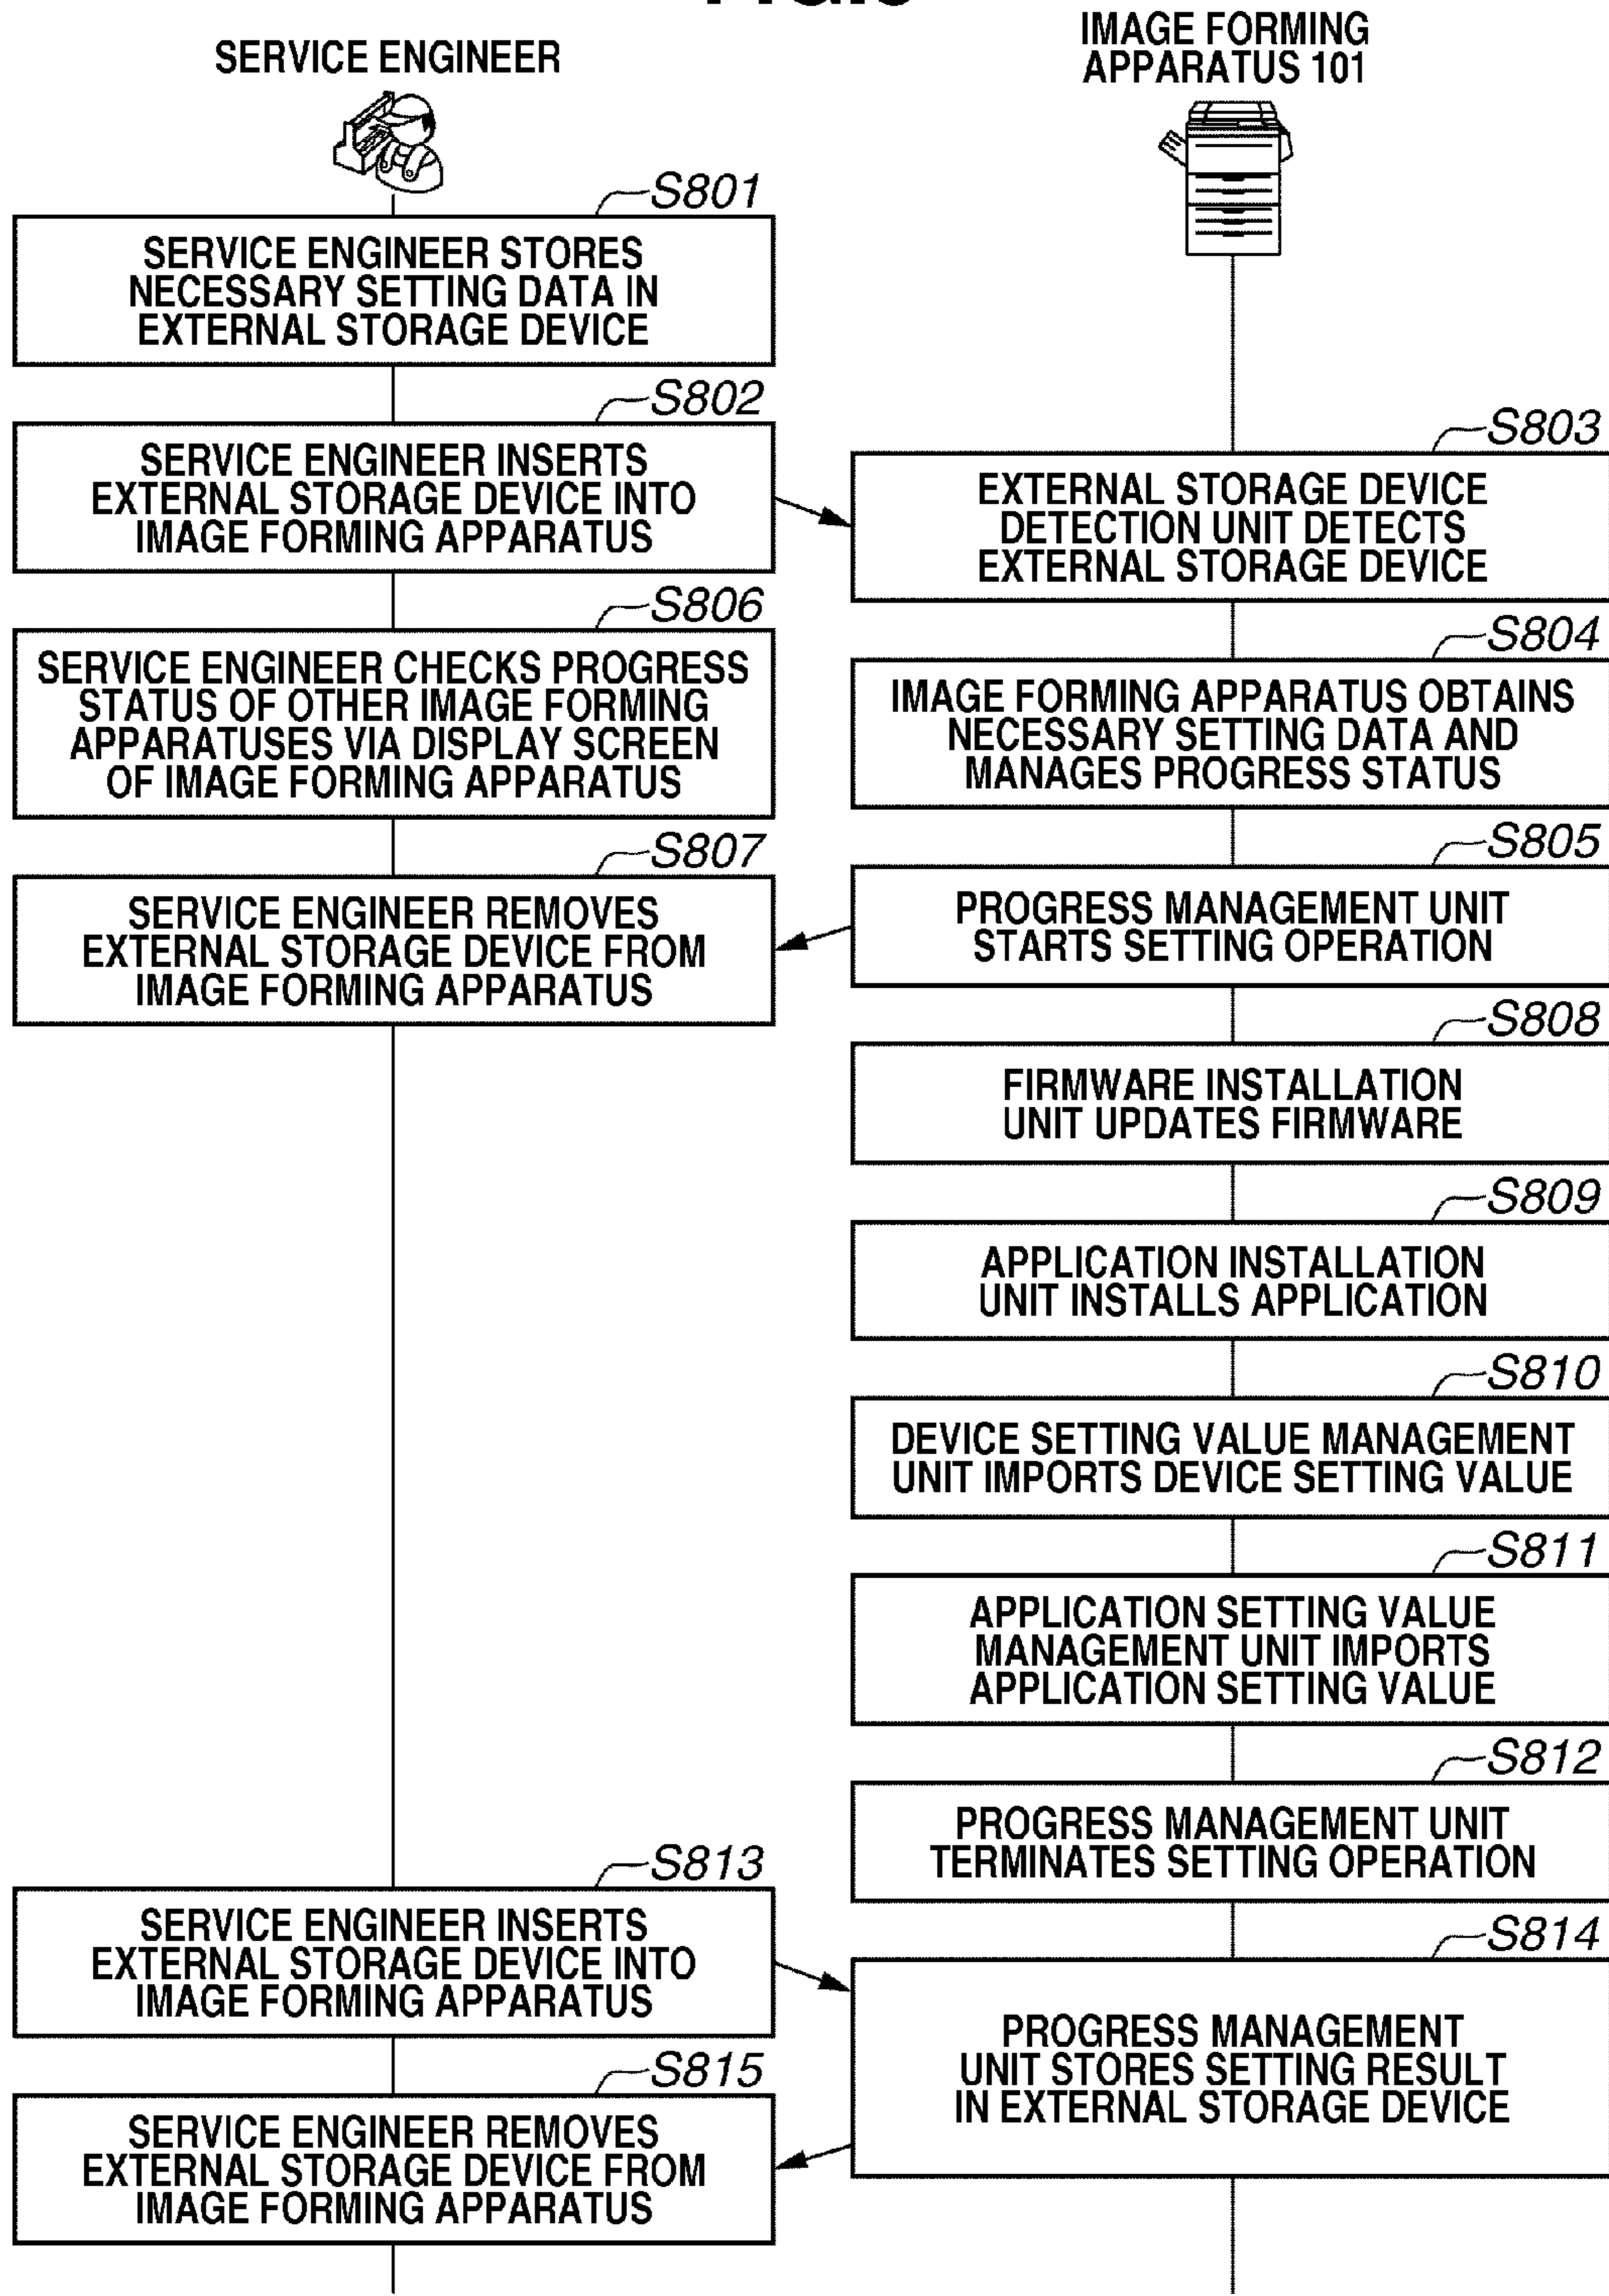 SERVICE ENGINEER
IMAGE FORMING
APPARATUS 101
S801
SERVICE ENGINEER STORES
NECESSARY SETTING DATA IN
EXTERNAL STORAGE DEVICE
S802
SERVICE ENGINEER INSERTS
EXTERNAL STORAGE DEVICE INTO
IMAGE FORMING APPARATUS
S803
EXTERNAL STORAGE DEVICE
DETECTION UNIT DETECTS
EXTERNAL STORAGE DEVICE
S806
SERVICE ENGINEER CHECKS PROGRESS
STATUS OF OTHER IMAGE FORMING
APPARATUSES VIA DISPLAY SCREEN
OF IMAGE FORMING APPARATUS
S804
IMAGE FORMING APPARATUS OBTAINS
NECESSARY SETTING DATA AND
MANAGES PROGRESS STATUS
S805
PROGRESS MANAGEMENT UNIT
STARTS SETTING OPERATION
S807
SERVICE ENGINEER REMOVES
EXTERNAL STORAGE DEVICE FROM
IMAGE FORMING APPARATUS
S808
FIRMWARE INSTALLATION
UNIT UPDATES FIRMWARE
S809
APPLICATION INSTALLATION
UNIT INSTALLS APPLICATION
S810
DEVICE SETTING VALUE MANAGEMENT
UNIT IMPORTS DEVICE SETTING VALUE
S811
APPLICATION SETTING VALUE
MANAGEMENT UNIT IMPORTS
APPLICATION SETTING VALUE
S812
PROGRESS MANAGEMENT UNIT
TERMINATES SETTING OPERATION
S813
SERVICE ENGINEER INSERTS
EXTERNAL STORAGE DEVICE INTO
IMAGE FORMING APPARATUS
S814
PROGRESS MANAGEMENT
UNIT STORES SETTING RESULT
IN EXTERNAL STORAGE DEVICE
S815
SERVICE ENGINEER REMOVES
EXTERNAL STORAGE DEVICE FROM
IMAGE FORMING APPARATUS